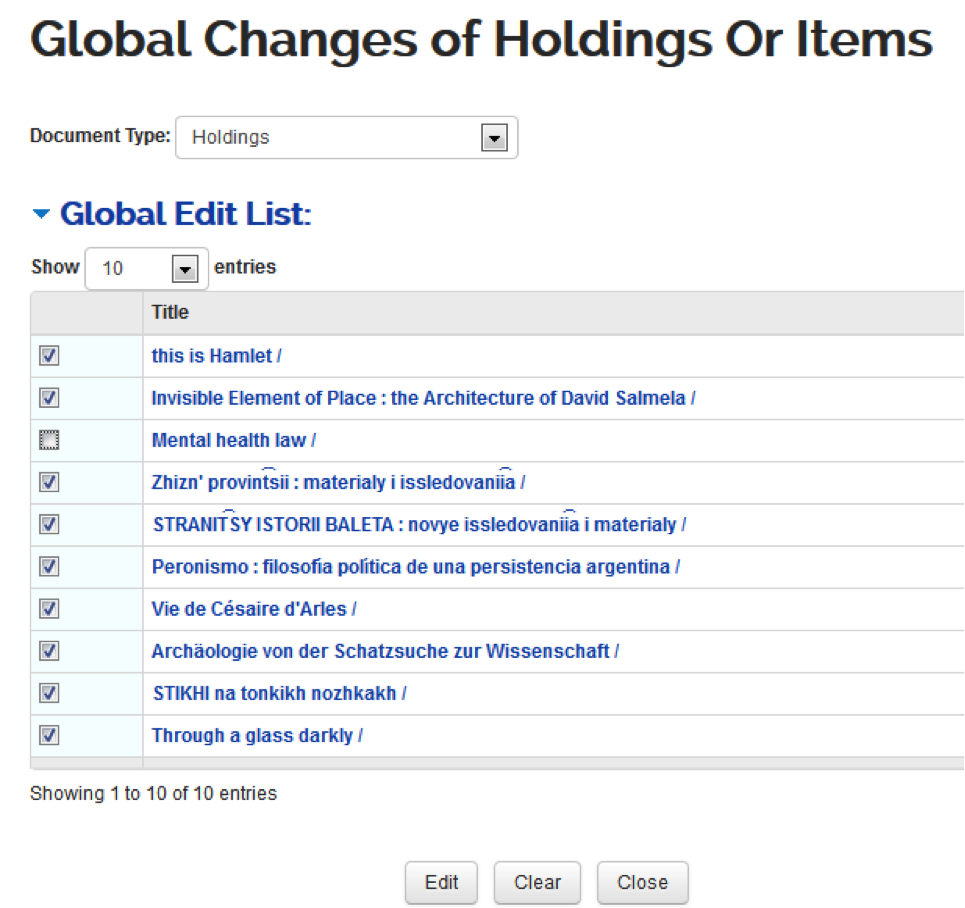 Global Changes of Holdings Or Items
Document Type: Holdings
Global Edit List:
Show 10 entries
Title
this is Hamlet /
Invisible Element of Place : the Architecture of David Salmela /
Mental health law /
Zhizn' provint͡sii : materialy i issledovanii͡a /
STRANIT͡SY ISTORII BALETA : novye issledovanii͡a i materialy /
Peronismo : filosofía política de una persistencia argentina /
Vie de Césaire d'Arles /
Archäologie von der Schatzsuche zur Wissenschaft /
STIKHI na tonkikh nozhkakh /
Through a glass darkly /
Showing 1 to 10 of 10 entries
Edit Clear Close